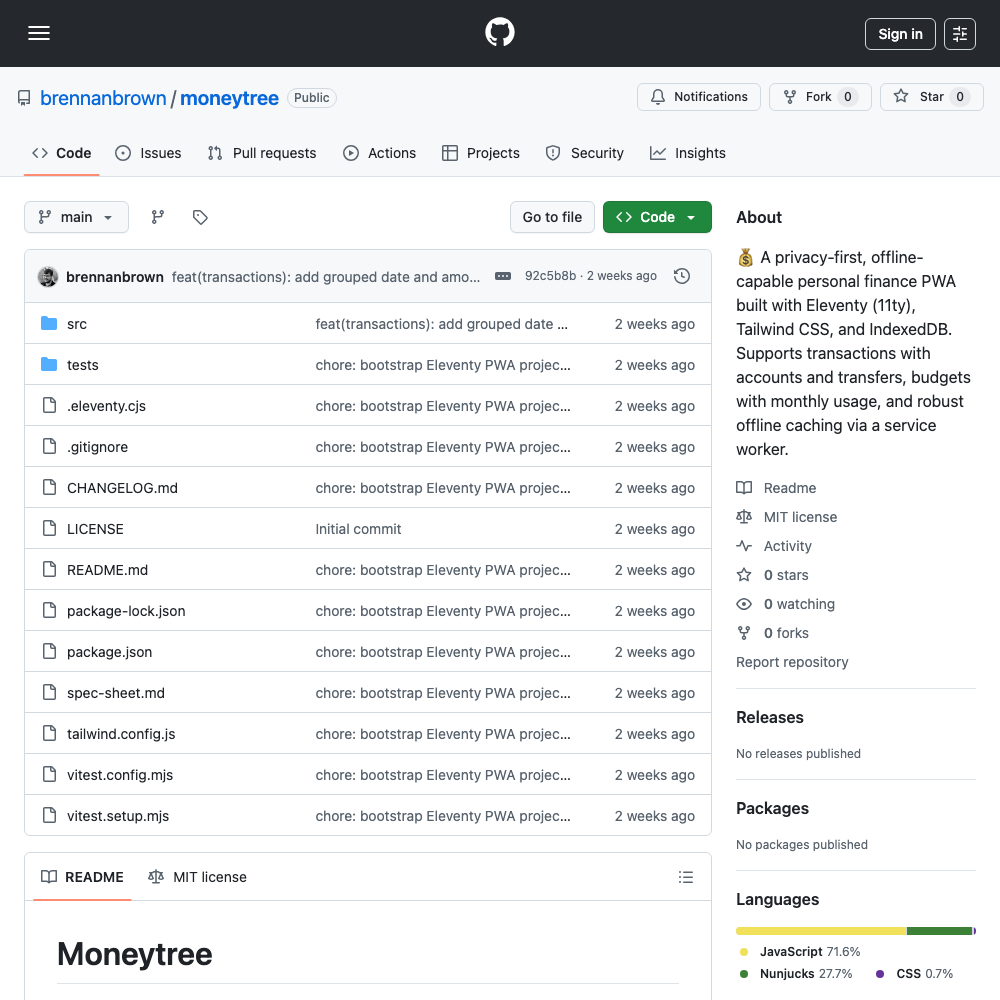 Sign in
brennanbrown / moneytree Public
Notifications
Fork 0
Star 0
Code
Issues
Pull requests
Actions
Projects
Security
Insights
main
Go to file
Code
brennanbrown feat(transactions): add grouped date and amo... 92c5b8b · 2 weeks ago
src feat(transactions): add grouped date ... 2 weeks ago
tests chore: bootstrap Eleventy PWA projec... 2 weeks ago
.eleventy.cjs chore: bootstrap Eleventy PWA projec... 2 weeks ago
.gitignore chore: bootstrap Eleventy PWA projec... 2 weeks ago
CHANGELOG.md chore: bootstrap Eleventy PWA projec... 2 weeks ago
LICENSE Initial commit 2 weeks ago
README.md chore: bootstrap Eleventy PWA projec... 2 weeks ago
package-lock.json chore: bootstrap Eleventy PWA projec... 2 weeks ago
package.json chore: bootstrap Eleventy PWA projec... 2 weeks ago
spec-sheet.md chore: bootstrap Eleventy PWA projec... 2 weeks ago
tailwind.config.js chore: bootstrap Eleventy PWA projec... 2 weeks ago
vitest.config.mjs chore: bootstrap Eleventy PWA projec... 2 weeks ago
vitest.setup.mjs chore: bootstrap Eleventy PWA projec... 2 weeks ago
README
MIT license
Moneytree
About
💰 A privacy-first, offline-
capable personal finance PWA
built with Eleventy (11ty),
Tailwind CSS, and IndexedDB.
Supports transactions with
accounts and transfers, budgets
with monthly usage, and robust
offline caching via a service
worker.
Readme
MIT license
Activity
0 stars
0 watching
0 forks
Report repository
Releases
No releases published
Packages
No packages published
Languages
JavaScript 71.6%
Nunjucks 27.7% CSS 0.7%